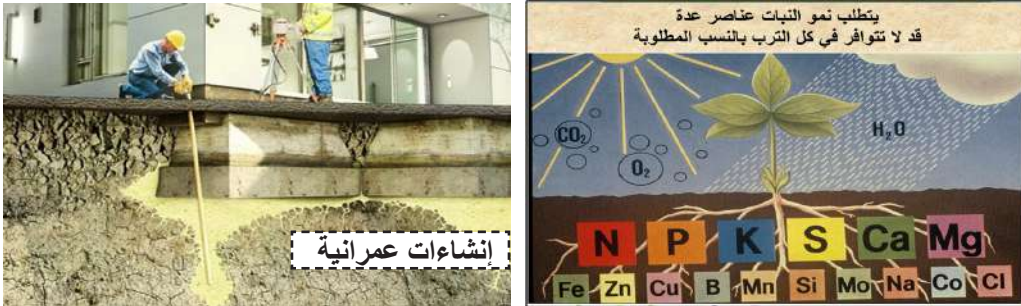 يتطلب نمو النبات عناصر عدة
قد لا تتوافر في كل الترب بالنسب المطلوبة
CO₂
O₂
H₂O
N P K S Ca Mg
Fe Zn Cu B Mn Si Mo Na Co Cl
إنشاءات عمرانية